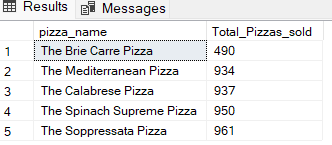 Results Messages
pizza_name Total_Pizzas_sold
1 The Brie Carre Pizza 490
2 The Mediterranean Pizza 934
3 The Calabrese Pizza 937
4 The Spinach Supreme Pizza 950
5 The Soppressata Pizza 961